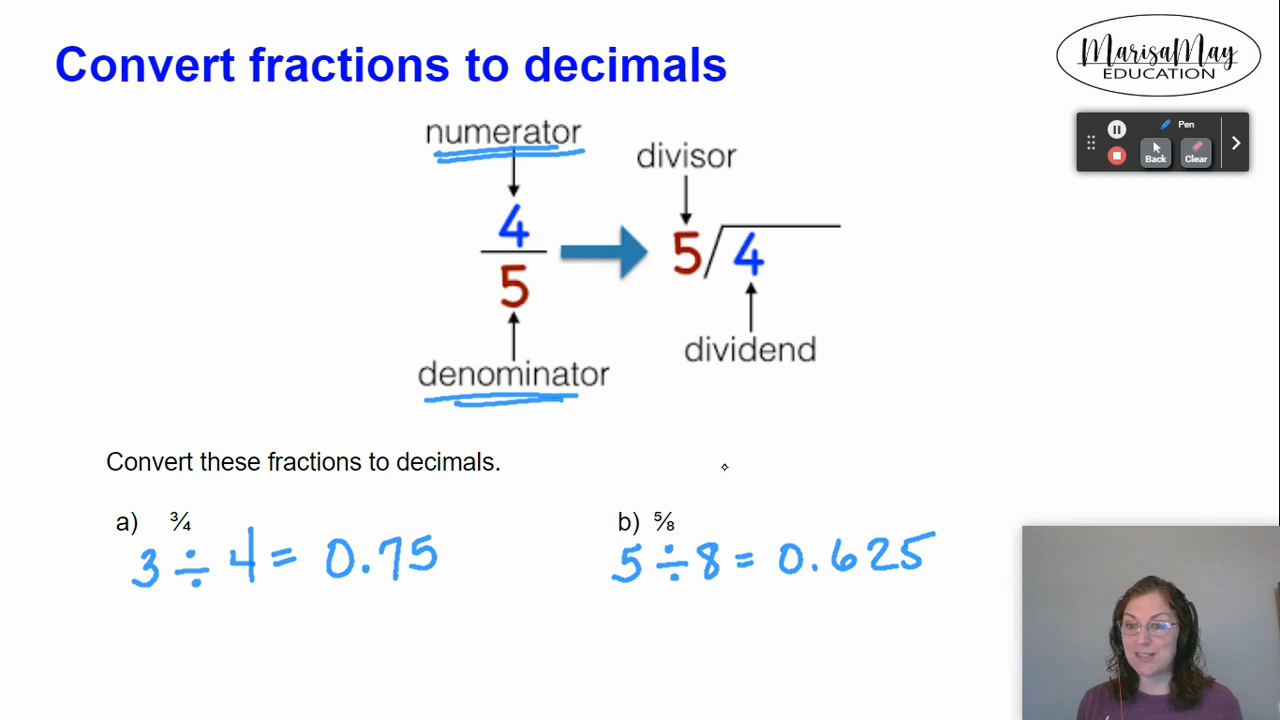 Convert fractions to decimals
MarisaMay
EDUCATION
Pen
Back
Clear
numerator
divisor
4
5
5 4
denominator
dividend
Convert these fractions to decimals.
a) ¾
3 ÷ 4 = 0.75
b) ⅝
5 ÷ 8 = 0.625